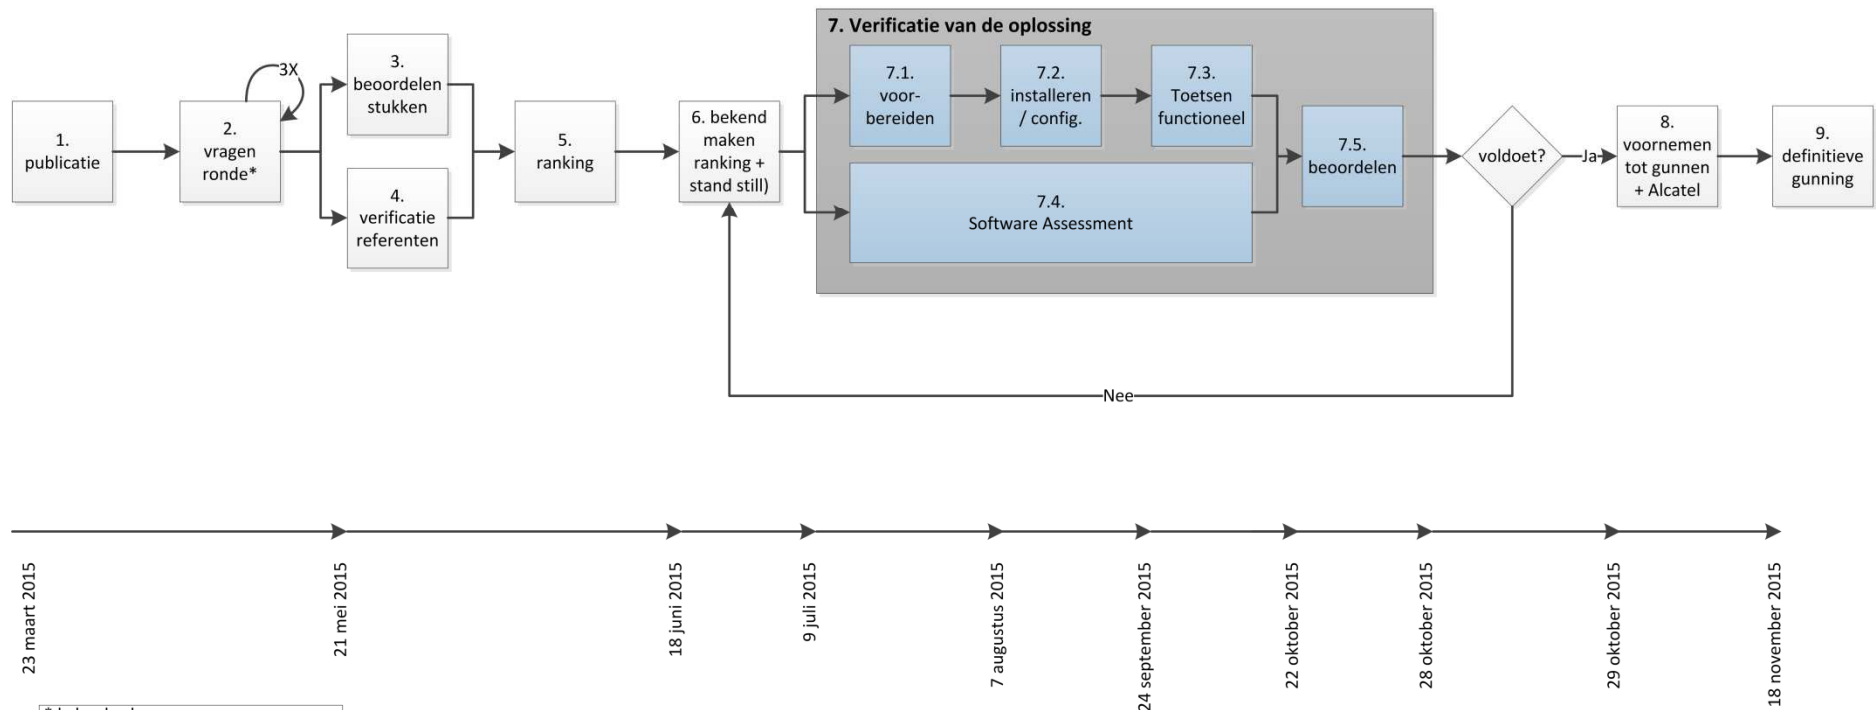 7. Verificatie van de oplossing
1.
publicatie
2.
vragen
ronde*
3X
3.
beoordelen
stukken
4.
verificatie
referenten
5.
ranking
6. bekend
maken
ranking +
stand still)
7.1.
voor-
bereiden
7.2.
installeren
/ config.
7.3.
Toetsen
functioneel
7.4.
Software Assessment
7.5.
beoordelen
voldoet?
Ja
Nee
8.
voornemen
tot gunnen
+ Alcatel
9.
definitieve
gunning
23 maart 2015
21 mei 2015
18 juni 2015
9 juli 2015
7 augustus 2015
24 september 2015
22 oktober 2015
28 oktober 2015
29 oktober 2015
18 november 2015